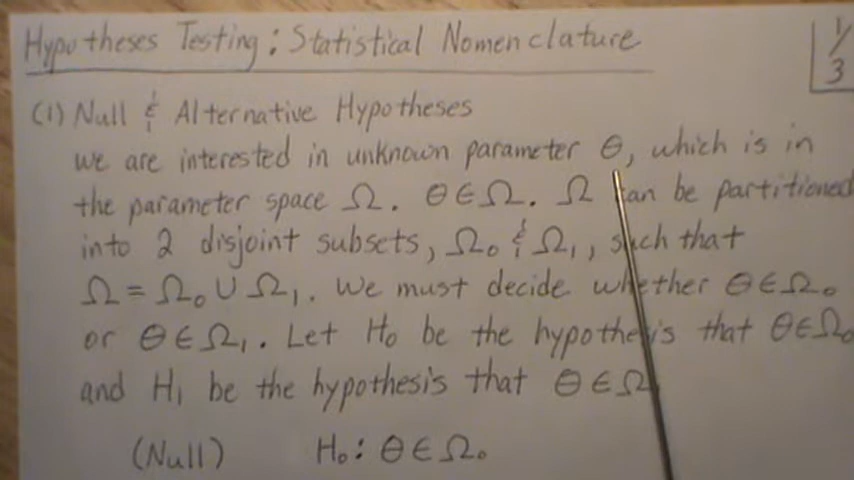 Hypotheses Testing: Statistical Nomenclature
1/3
(1) Null & Alternative Hypotheses
we are interested in unknown parameter θ, which is in
the parameter space Ω. θ∈Ω. Ω can be partitioned
into 2 disjoint subsets, Ω₀ & Ω₁, such that
Ω = Ω₀ ∪ Ω₁. We must decide whether θ∈Ω₀
or θ∈Ω₁. Let H₀ be the hypothesis that θ∈Ω₀
and H₁ be the hypothesis that θ∈Ω
(Null) H₀: θ∈Ω₀